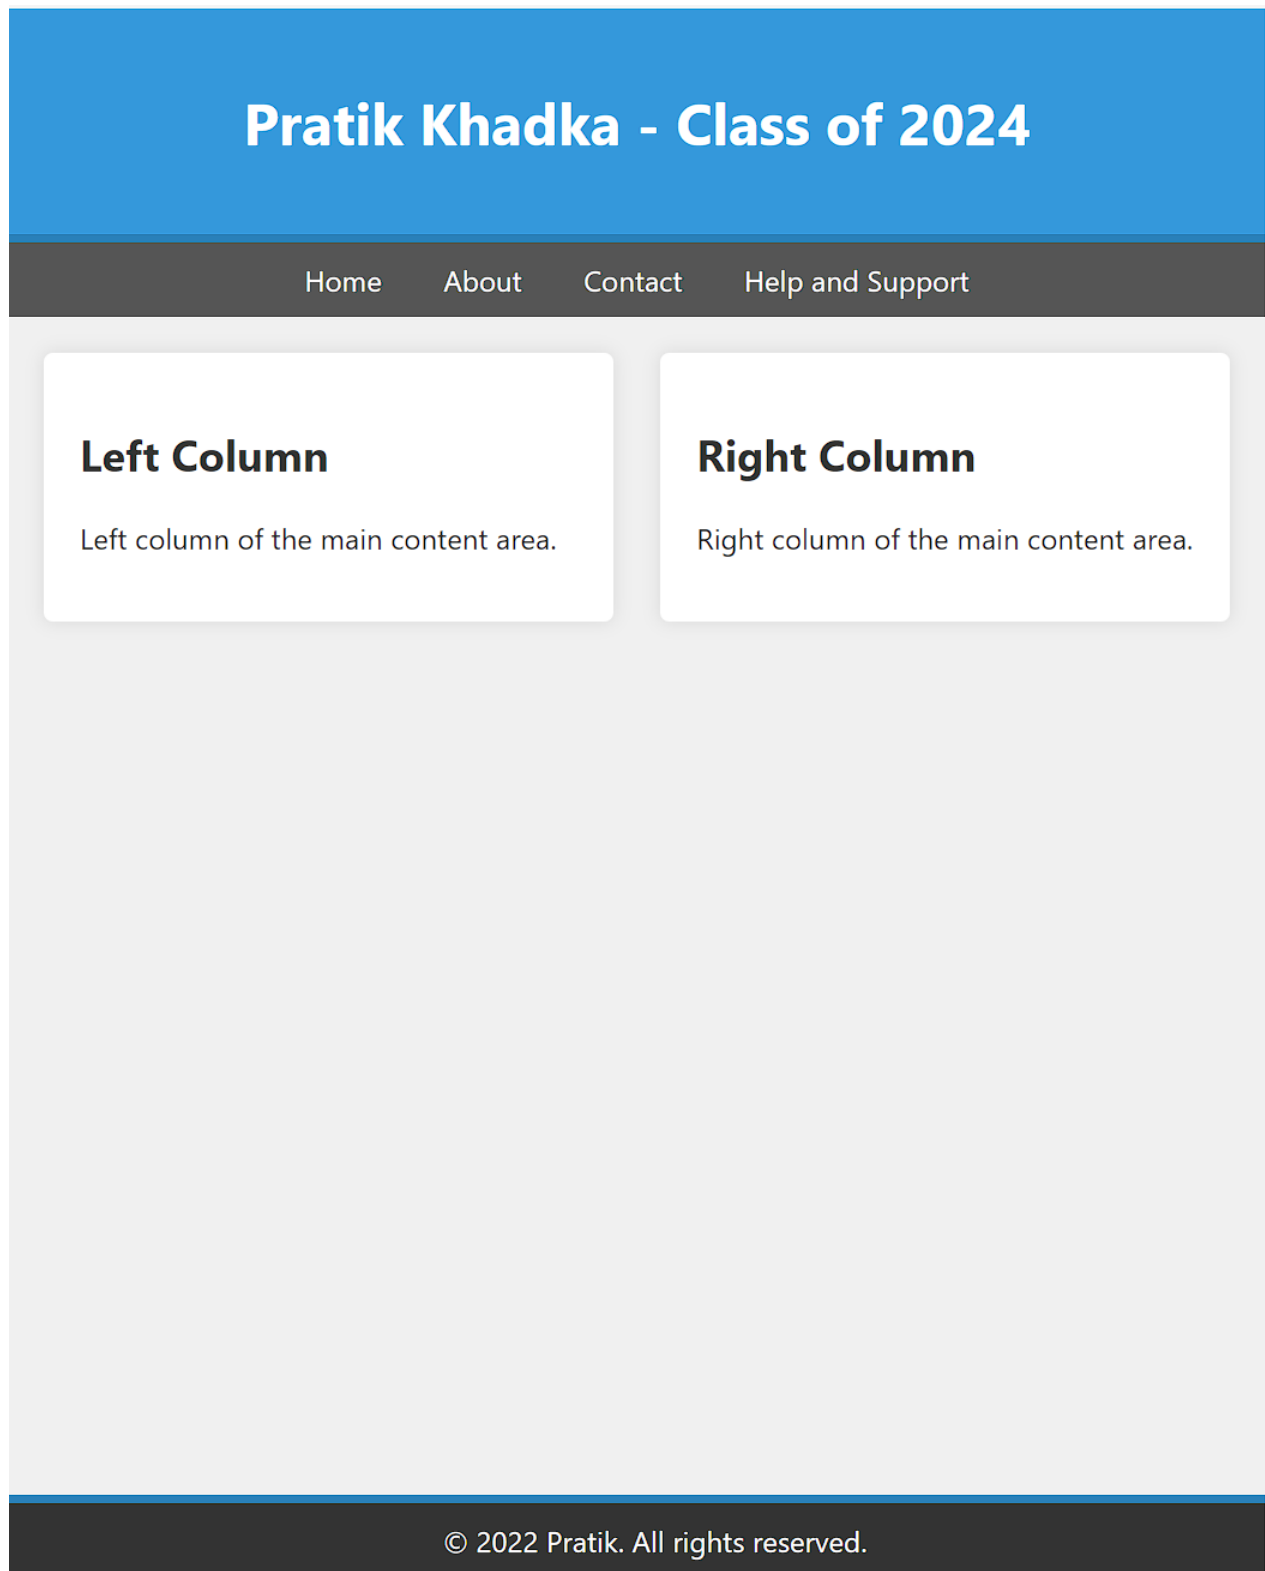 Pratik Khadka - Class of 2024
Home About Contact Help and Support
Left Column
Left column of the main content area.
Right Column
Right column of the main content area.
© 2022 Pratik. All rights reserved.